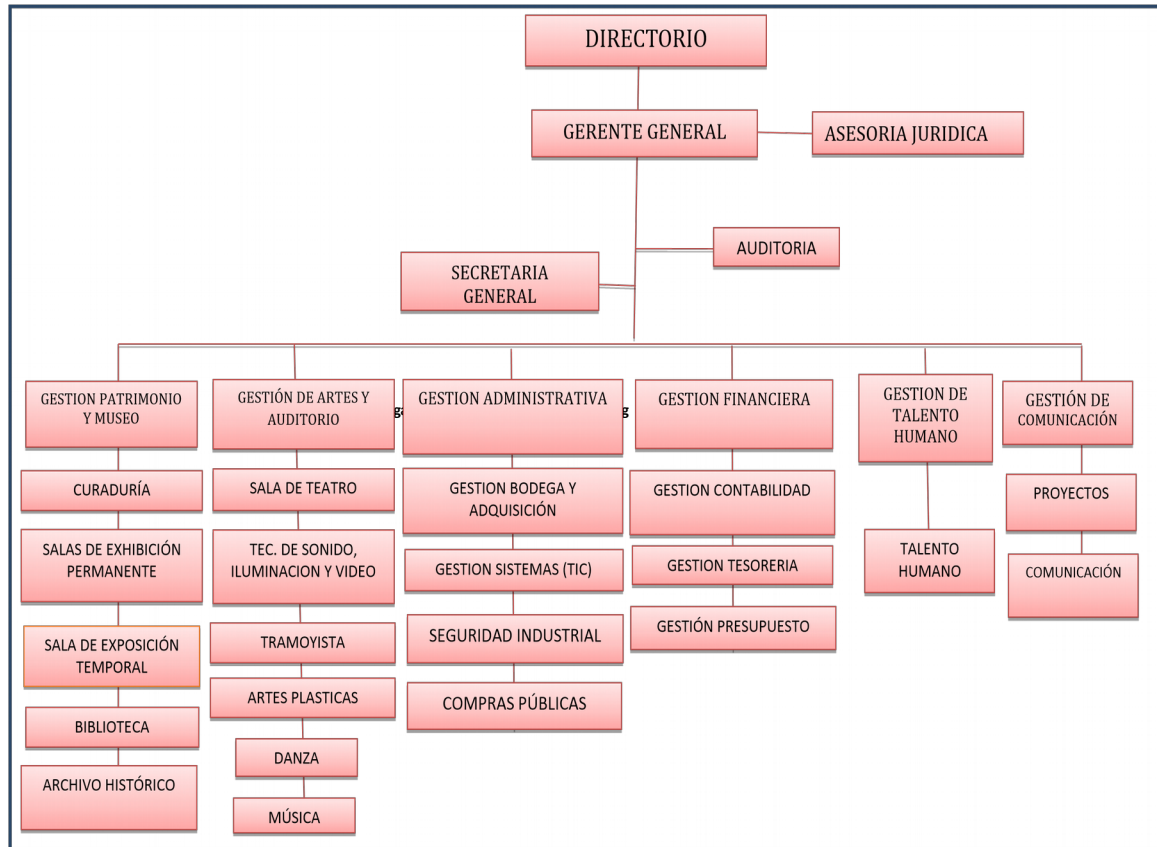 DIRECTORIO
GERENTE GENERAL
ASESORIA JURIDICA
AUDITORIA
SECRETARIA
GENERAL
GESTION PATRIMONIO
Y MUSEO
CURADURÍA
SALAS DE EXHIBICIÓN
PERMANENTE
SALA DE EXPOSICIÓN
TEMPORAL
BIBLIOTECA
ARCHIVO HISTÓRICO
GESTIÓN DE ARTES Y
AUDITORIO
SALA DE TEATRO
TEC. DE SONIDO,
ILUMINACION Y VIDEO
TRAMOYISTA
ARTES PLASTICAS
DANZA
MÚSICA
GESTION ADMINISTRATIVA
GESTION BODEGA Y
ADQUISICIÓN
GESTION SISTEMAS (TIC)
SEGURIDAD INDUSTRIAL
COMPRAS PÚBLICAS
GESTION FINANCIERA
GESTION CONTABILIDAD
GESTION TESORERIA
GESTIÓN PRESUPUESTO
GESTION DE
TALENTO
HUMANO
TALENTO
HUMANO
GESTIÓN DE
COMUNICACIÓN
PROYECTOS
COMUNICACIÓN